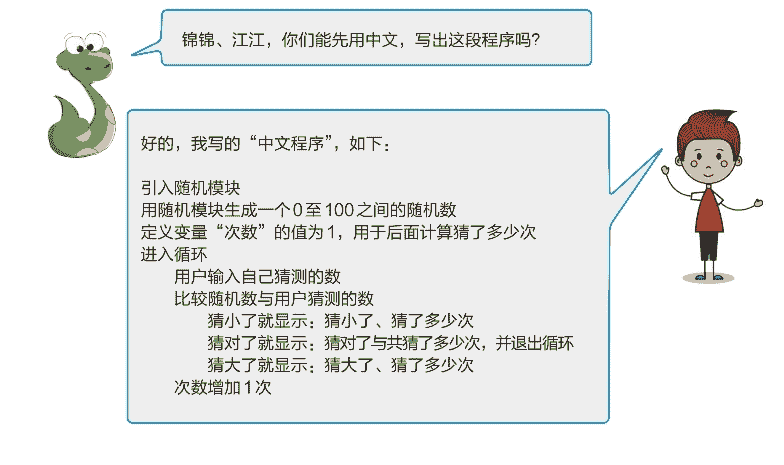 锦锦、江江，你们能先用中文，写出这段程序吗？
好的，我写的“中文程序”，如下：
引入随机模块
用随机模块生成一个0至100之间的随机数
定义变量“次数”的值为1，用于后面计算猜了多少次
进入循环
用户输入自己猜测的数
比较随机数与用户猜测的数
猜小了就显示：猜小了、猜了多少次
猜对了就显示：猜对了与共猜了多少次，并退出循环
猜大了就显示：猜大了、猜了多少次
次数增加1次